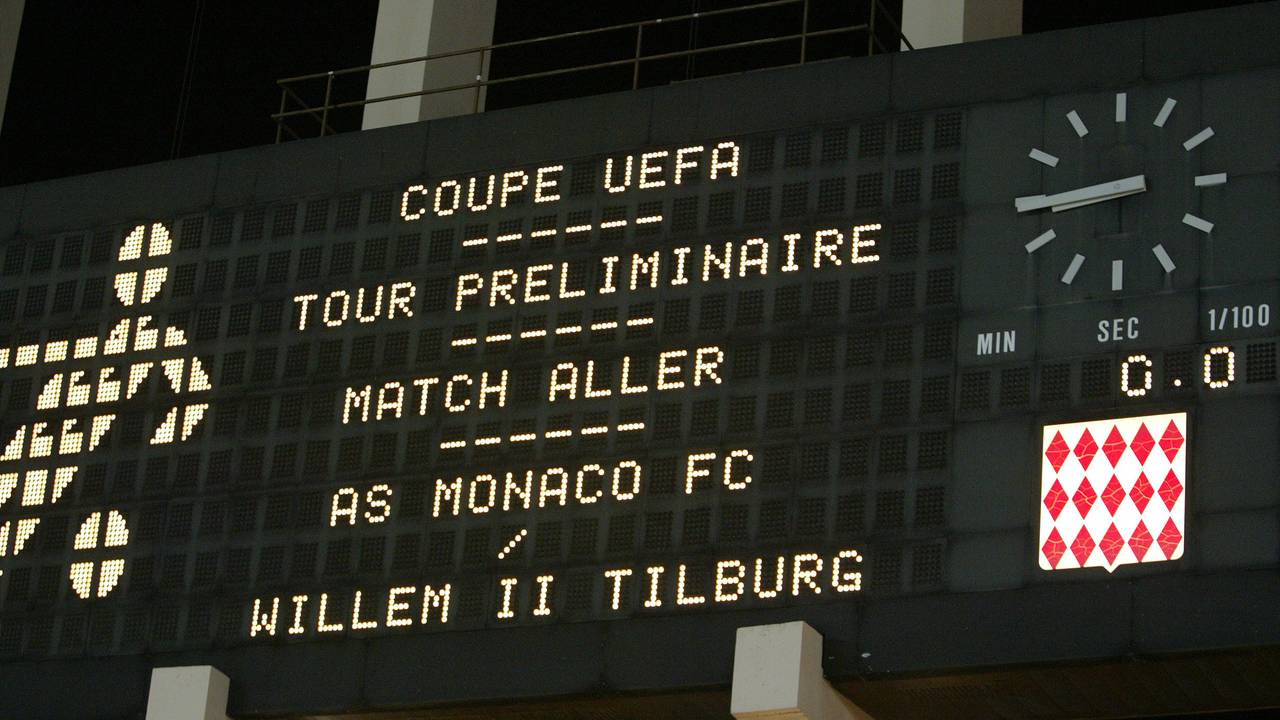 COUPE UEFA
------
TOUR PRELIMINAIRE
------
MATCH ALLER
------
AS MONACO FC
/
WILLEM II TILBURG
MIN SEC 1/100
0.0